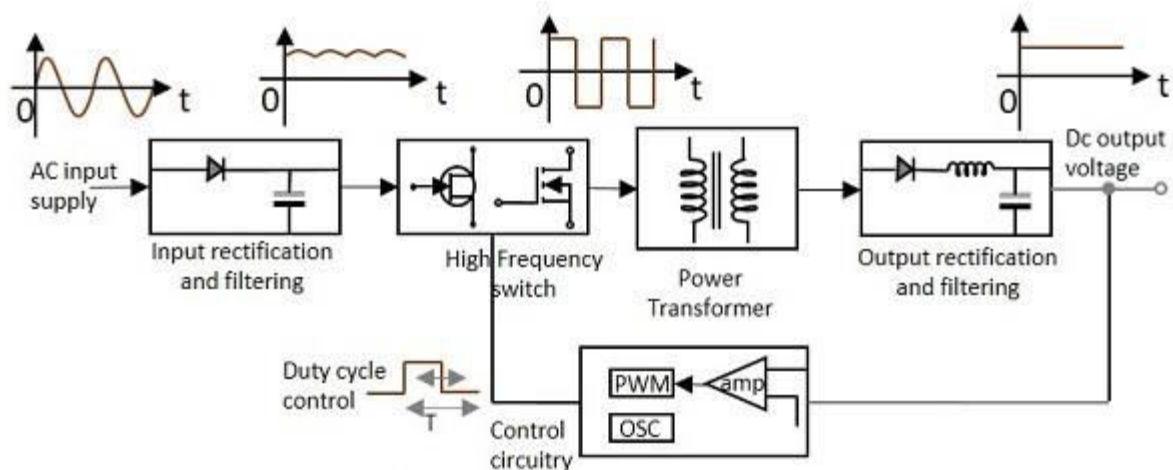 0
t
0
t
0
t
0
t
AC input
supply
Input rectification
and filtering
High Frequency
switch
Power
Transformer
Dc output
voltage
Output rectification
and filtering
Duty cycle
control
T
Control
circuitry
PWM
amp
OSC